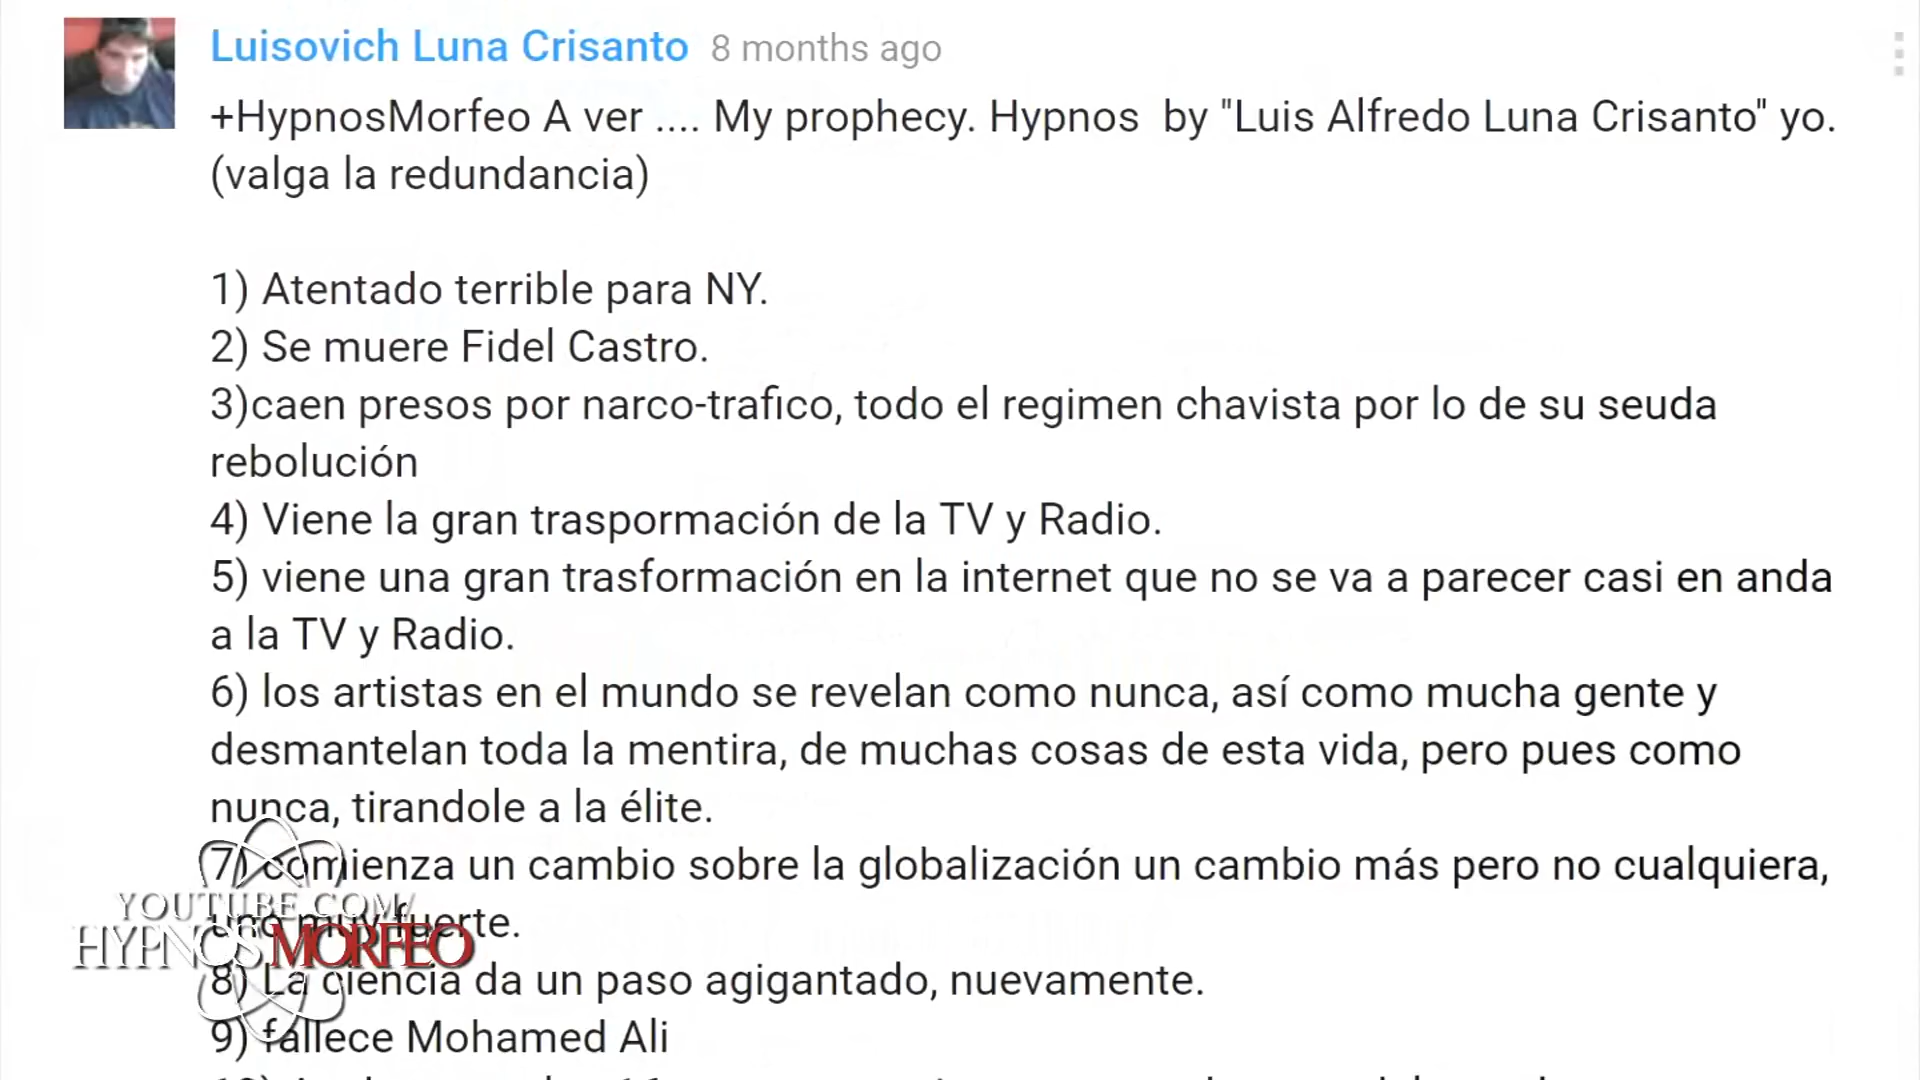 Luisovich Luna Crisanto 8 months ago
+HypnosMorfeo A ver .... My prophecy. Hypnos by "Luis Alfredo Luna Crisanto" yo.
(valga la redundancia)
1) Atentado terrible para NY.
2) Se muere Fidel Castro.
3)caen presos por narco-trafico, todo el regimen chavista por lo de su seuda
rebolución
4) Viene la gran traspormación de la TV y Radio.
5) viene una gran trasformación en la internet que no se va a parecer casi en anda
a la TV y Radio.
6) los artistas en el mundo se revelan como nunca, así como mucha gente y
desmantelan toda la mentira, de muchas cosas de esta vida, pero pues como
nunca, tirandole a la élite.
7) comienza un cambio sobre la globalización un cambio más pero no cualquiera,
uno muy fuerte.
YOUTUBE.COM/
HYPNOSMORFEO
8) La ciencia da un paso agigantado, nuevamente.
9) fallece Mohamed Ali